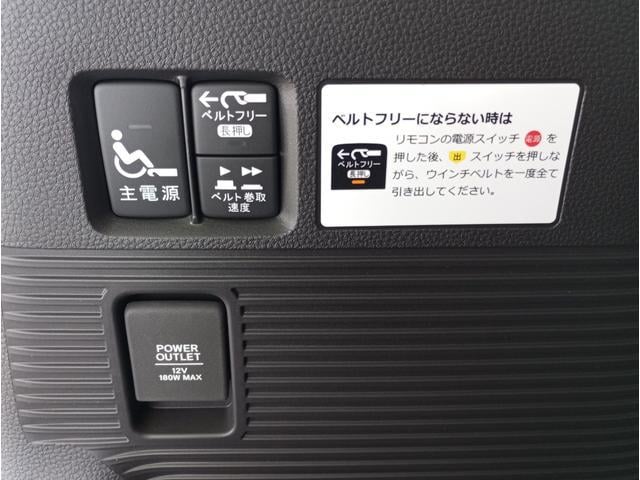 主電源
ベルトフリー
長押し
ベルト巻取
速度
ベルトフリーにならない時は
リモコンの電源スイッチ 電源 を
押した後、出 スイッチを押しな
がら、ウインチベルトを一度全て
引き出してください。
ベルトフリー
長押し
POWER
OUTLET
12V
180W MAX